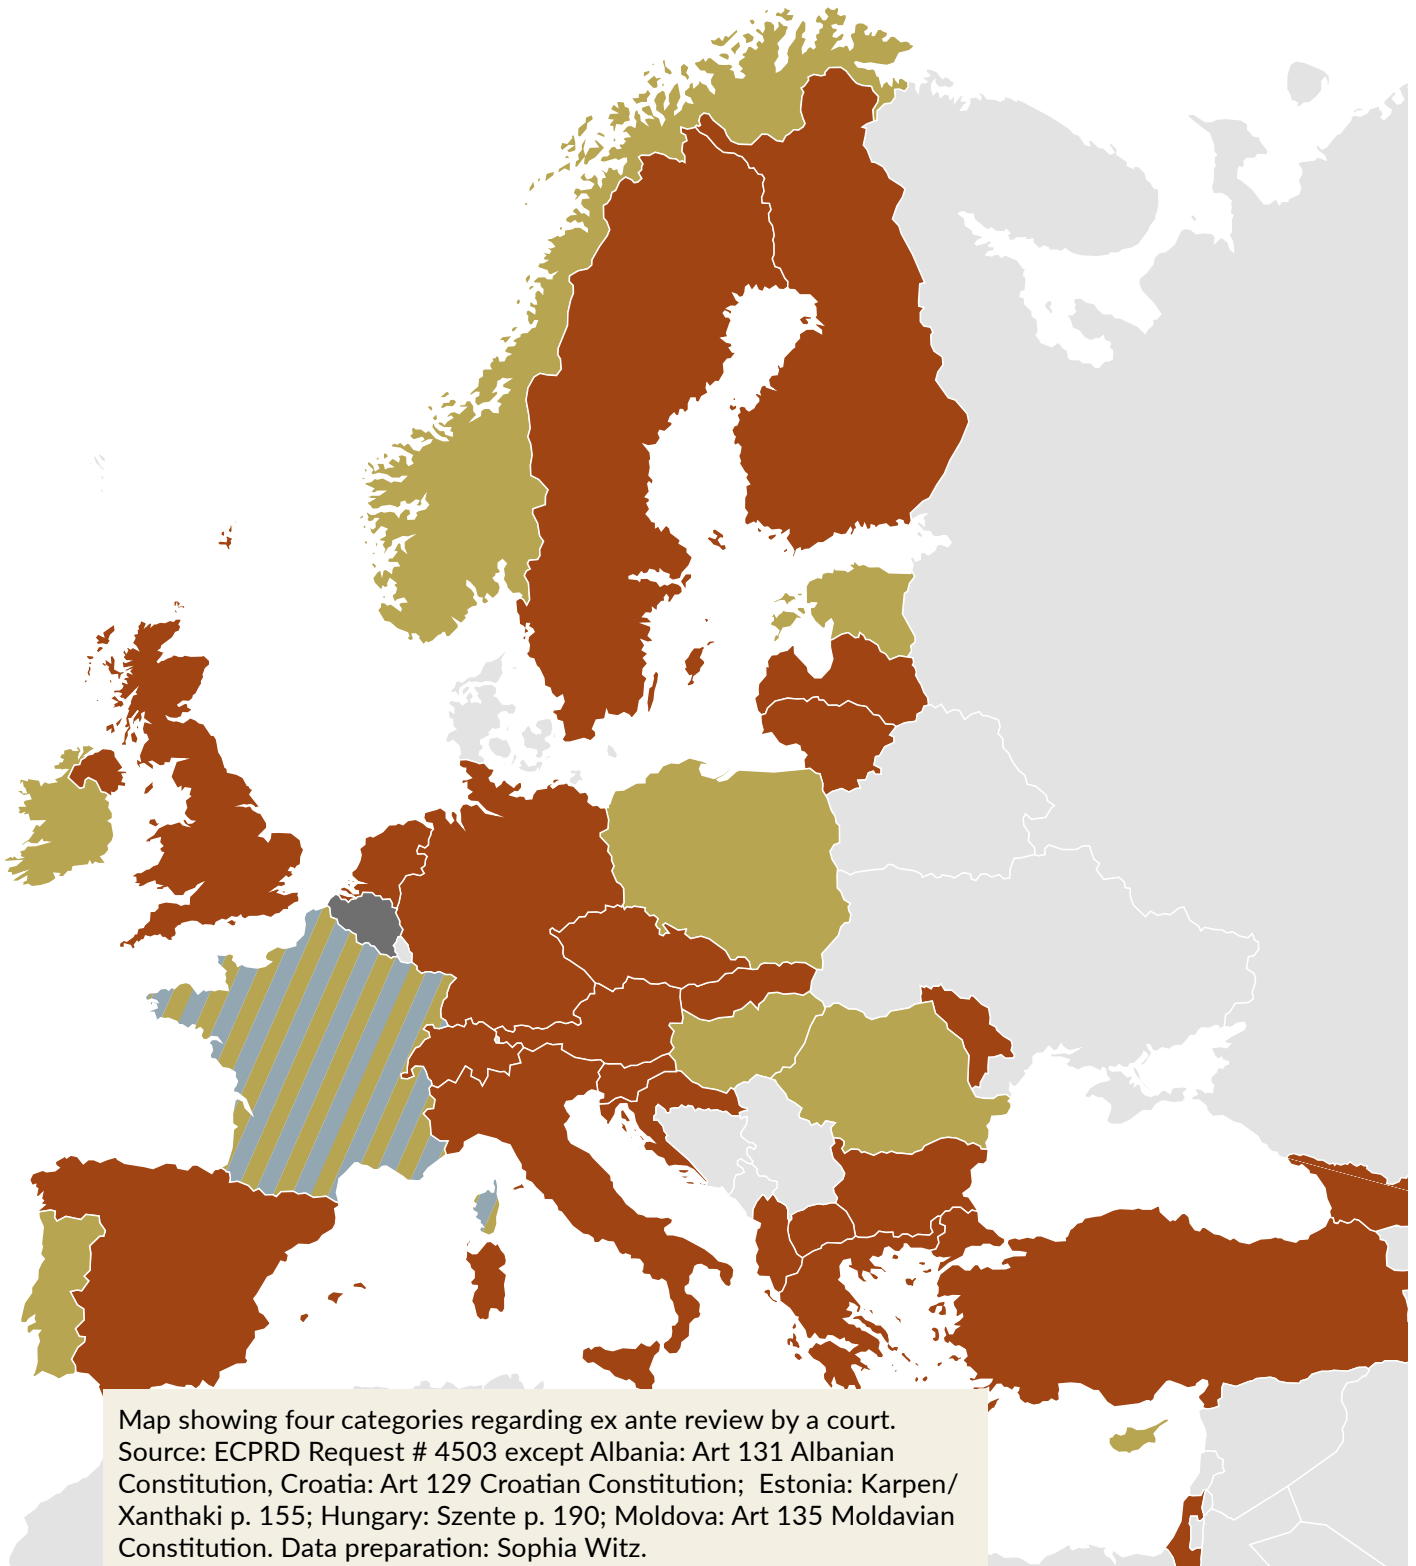 Map showing four categories regarding ex ante review by a court.
Source: ECPRD Request # 4503 except Albania: Art 131 Albanian
Constitution, Croatia: Art 129 Croatian Constitution;  Estonia: Karpen/
Xanthaki p. 155; Hungary: Szente p. 190; Moldova: Art 135 Moldavian
Constitution. Data preparation: Sophia Witz.